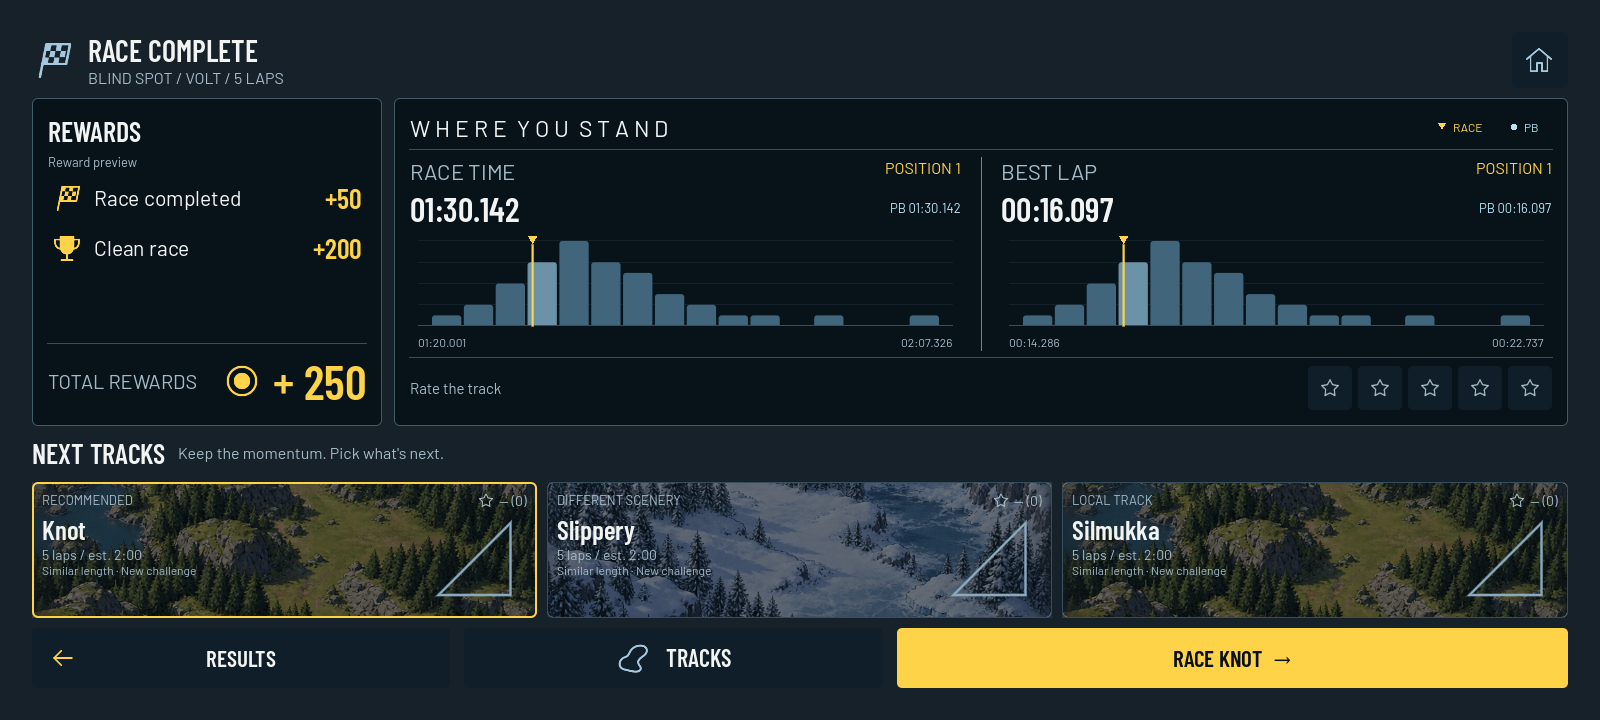 RACE COMPLETE
BLIND SPOT / VOLT / 5 LAPS
REWARDS
Reward preview
Race completed +50
Clean race +200
TOTAL REWARDS + 250
WHERE YOU STAND
RACE PB
RACE TIME POSITION 1
01:30.142 PB 01:30.142
01:20.001 02:07.326
BEST LAP POSITION 1
00:16.097 PB 00:16.097
00:14.286 00:22.737
Rate the track
NEXT TRACKS Keep the momentum. Pick what's next.
RECOMMENDED – (0)
Knot
5 laps / est. 2:00
Similar length · New challenge
DIFFERENT SCENERY – (0)
Slippery
5 laps / est. 2:00
Similar length · New challenge
LOCAL TRACK – (0)
Silmukka
5 laps / est. 2:00
Similar length · New challenge
← RESULTS
TRACKS
RACE KNOT →